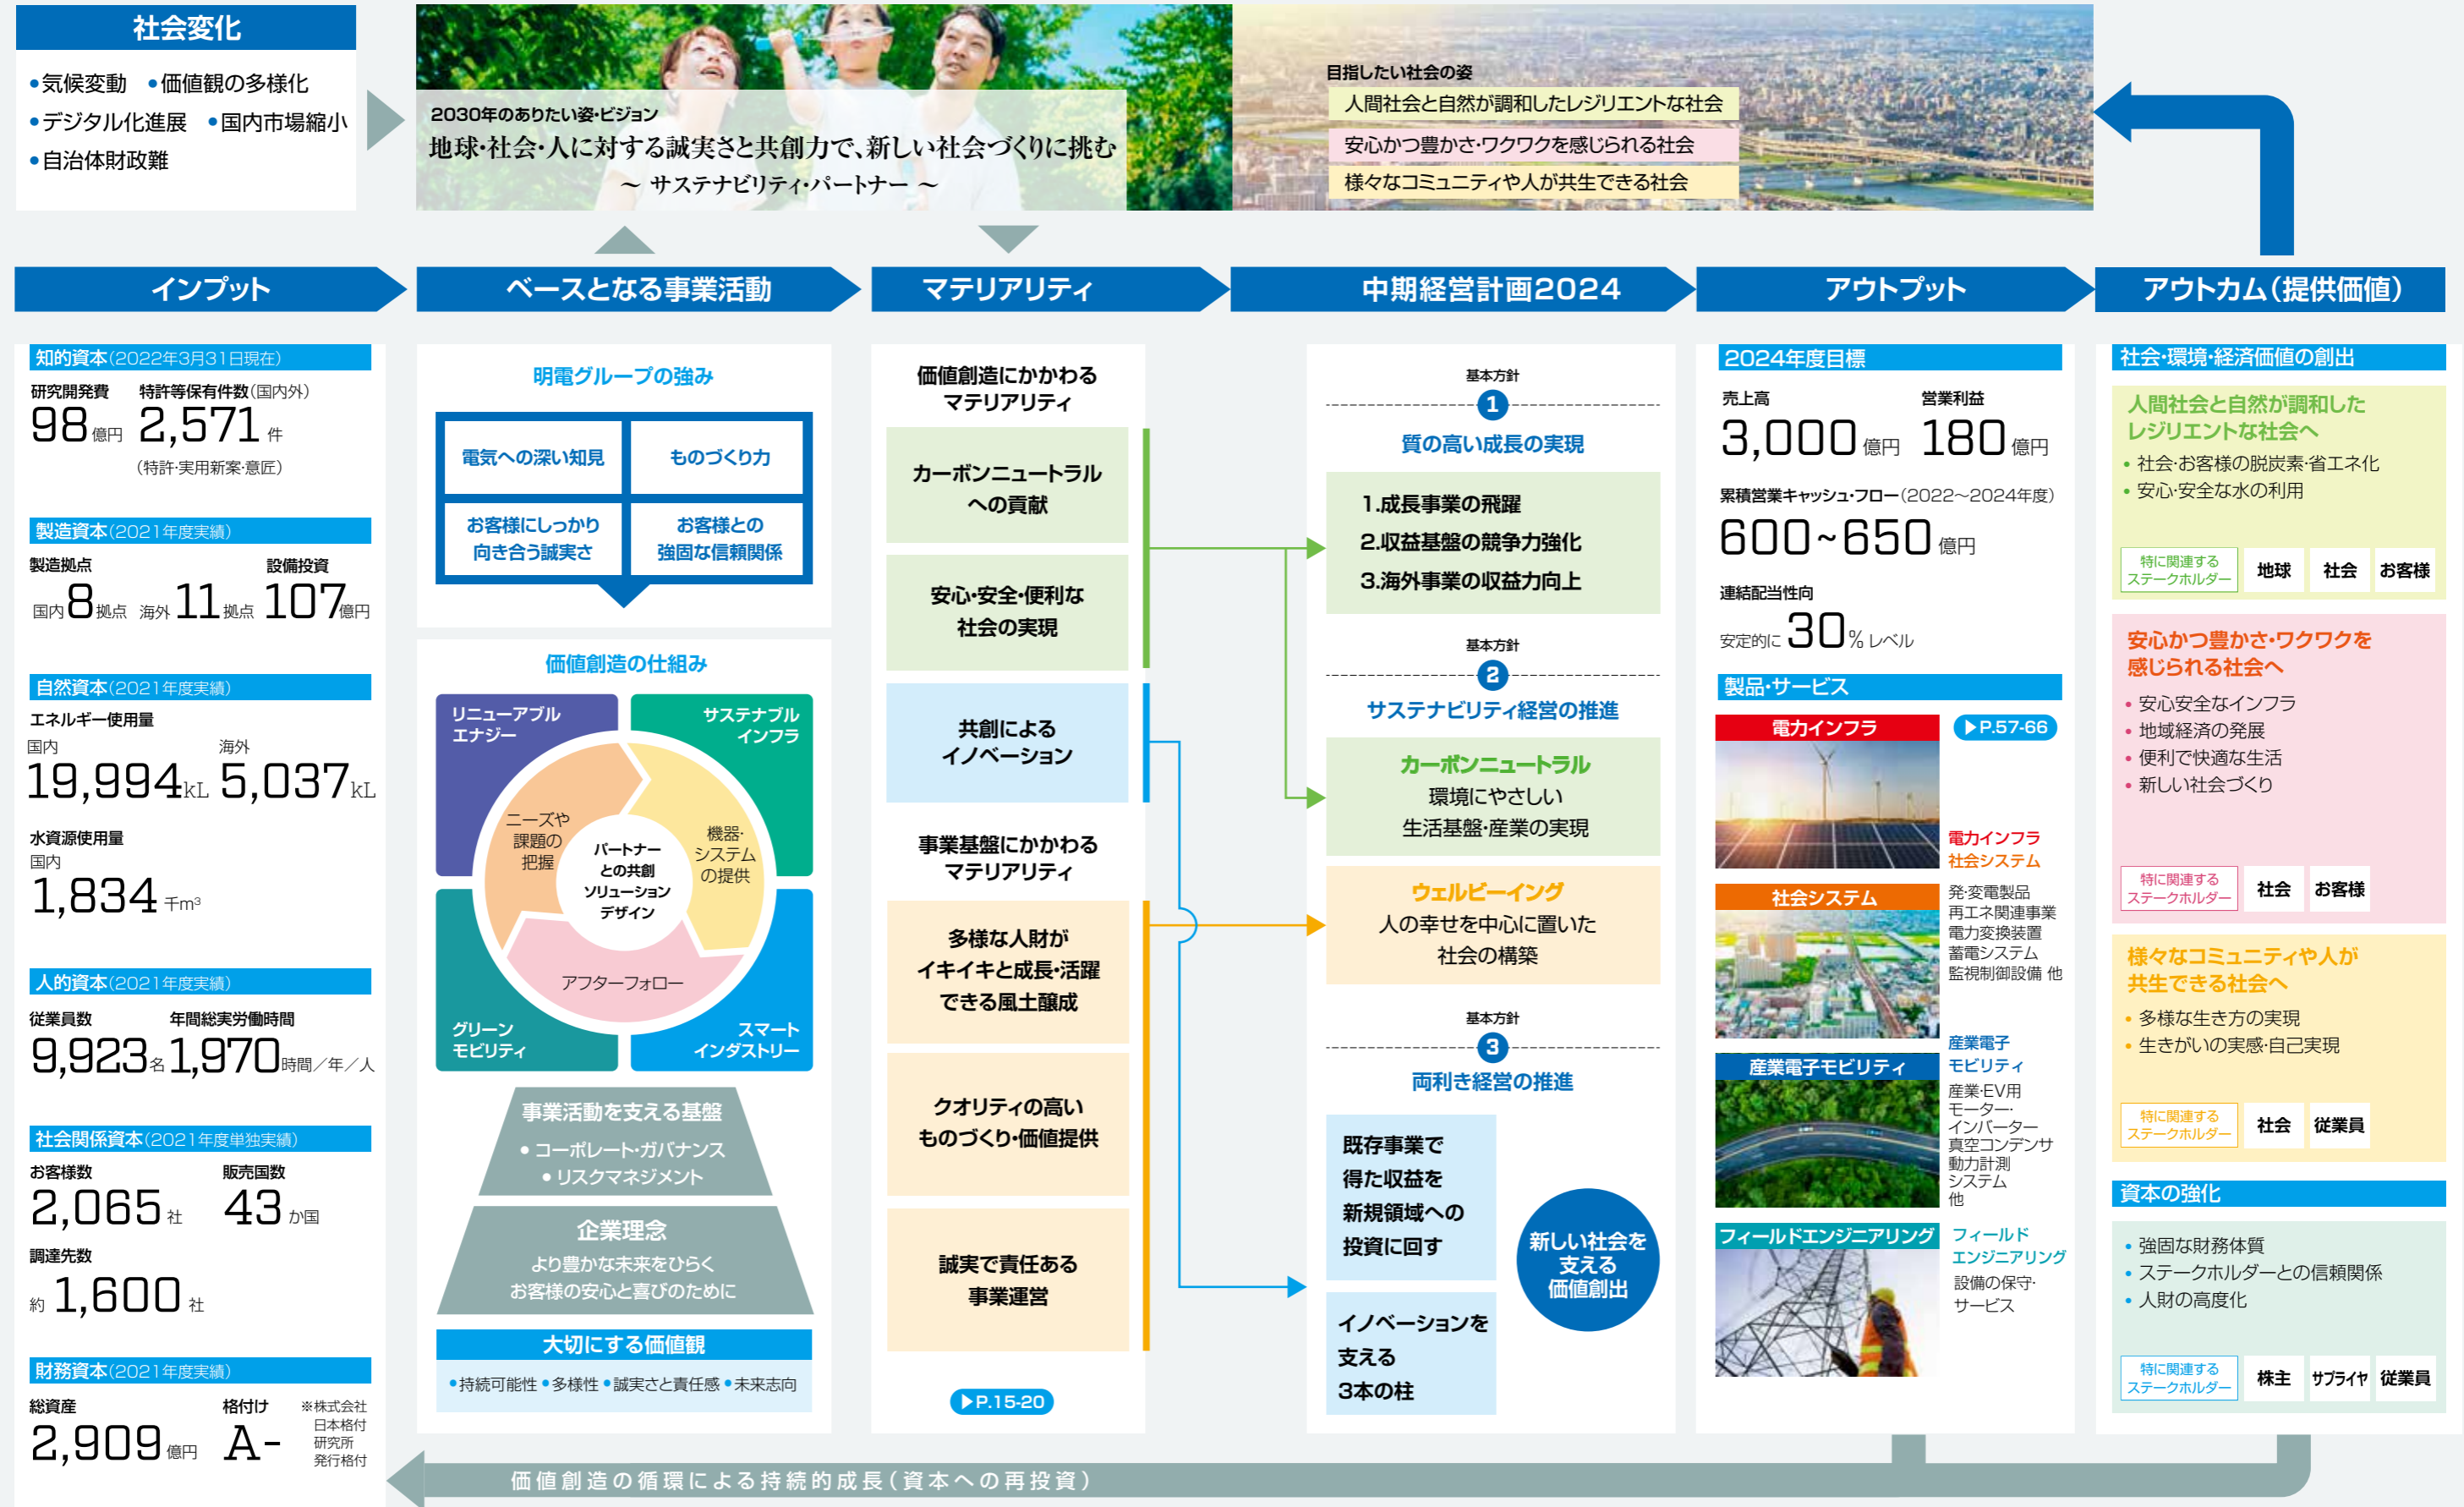 社会変化
•気候変動 •価値観の多様化
•デジタル化進展 •国内市場縮小
•自治体財政難
2030年のありたい姿・ビジョン
地球・社会・人に対する誠実さと共創力で、新しい社会づくりに挑む
〜 サステナビリティ・パートナー 〜
目指したい社会の姿
人間社会と自然が調和したレジリエントな社会
安心かつ豊かさ・ワクワクを感じられる社会
様々なコミュニティや人が共生できる社会
インプット
知的資本(2022年3月31日現在)
研究開発費 特許等保有件数(国内外)
98億円 2,571件
(特許・実用新案・意匠)
製造資本(2021年度実績)
製造拠点 設備投資
国内8拠点 海外11拠点 107億円
自然資本(2021年度実績)
エネルギー使用量
国内 海外
19,994kL 5,037kL
水資源使用量
国内
1,834千m³
人的資本(2021年度実績)
従業員数 年間総実労働時間
9,923名 1,970時間/年/人
社会関係資本(2021年度単独実績)
お客様数 販売国数
2,065社 43か国
調達先数
約1,600社
財務資本(2021年度実績)
総資産 格付け
2,909億円 A-
※株式会社
日本格付
研究所
発行格付
ベースとなる事業活動
明電グループの強み
電気への深い知見
ものづくり力
お客様にしっかり
向き合う誠実さ
お客様との
強固な信頼関係
価値創造の仕組み
リニューアブル
エナジー
サステナブル
インフラ
ニーズや
課題の
把握
機器・
システム
の提供
パートナー
との共創
ソリューション
デザイン
アフターフォロー
グリーン
モビリティ
スマート
インダストリー
事業活動を支える基盤
• コーポレート・ガバナンス
• リスクマネジメント
企業理念
より豊かな未来をひらく
お客様の安心と喜びのために
大切にする価値観
•持続可能性 •多様性 •誠実さと責任感 •未来志向
マテリアリティ
価値創造にかかわる
マテリアリティ
カーボンニュートラル
への貢献
安心・安全・便利な
社会の実現
共創による
イノベーション
事業基盤にかかわる
マテリアリティ
多様な人財が
イキイキと成長・活躍
できる風土醸成
クオリティの高い
ものづくり・価値提供
誠実で責任ある
事業運営
▶P.15-20
中期経営計画2024
基本方針
1
質の高い成長の実現
1.成長事業の飛躍
2.収益基盤の競争力強化
3.海外事業の収益力向上
基本方針
2
サステナビリティ経営の推進
カーボンニュートラル
環境にやさしい
生活基盤・産業の実現
ウェルビーイング
人の幸せを中心に置いた
社会の構築
基本方針
3
両利き経営の推進
既存事業で
得た収益を
新規領域への
投資に回す
イノベーションを
支える
3本の柱
新しい社会を
支える
価値創出
アウトプット
2024年度目標
売上高 営業利益
3,000億円 180億円
累積営業キャッシュ・フロー(2022〜2024年度)
600~650億円
連結配当性向
安定的に30%レベル
製品・サービス
電力インフラ
▶P.57-66
電力インフラ
社会システム
社会システム
発・変電製品
再エネ関連事業
電力変換装置
蓄電システム
監視制御設備 他
産業電子モビリティ
産業電子
モビリティ
産業・EV用
モーター・
インバーター
真空コンデンサ
動力計測
システム
他
フィールドエンジニアリング
フィールド
エンジニアリング
設備の保守・
サービス
アウトカム(提供価値)
社会・環境・経済価値の創出
人間社会と自然が調和した
レジリエントな社会へ
• 社会・お客様の脱炭素・省エネ化
• 安心・安全な水の利用
特に関連する
ステークホルダー
地球 社会 お客様
安心かつ豊かさ・ワクワクを
感じられる社会へ
• 安心安全なインフラ
• 地域経済の発展
• 便利で快適な生活
• 新しい社会づくり
特に関連する
ステークホルダー
社会 お客様
様々なコミュニティや人が
共生できる社会へ
• 多様な生き方の実現
• 生きがいの実感・自己実現
特に関連する
ステークホルダー
社会 従業員
資本の強化
• 強固な財務体質
• ステークホルダーとの信頼関係
• 人財の高度化
特に関連する
ステークホルダー
株主 サプライヤ 従業員
価値創造の循環による持続的成長(資本への再投資)